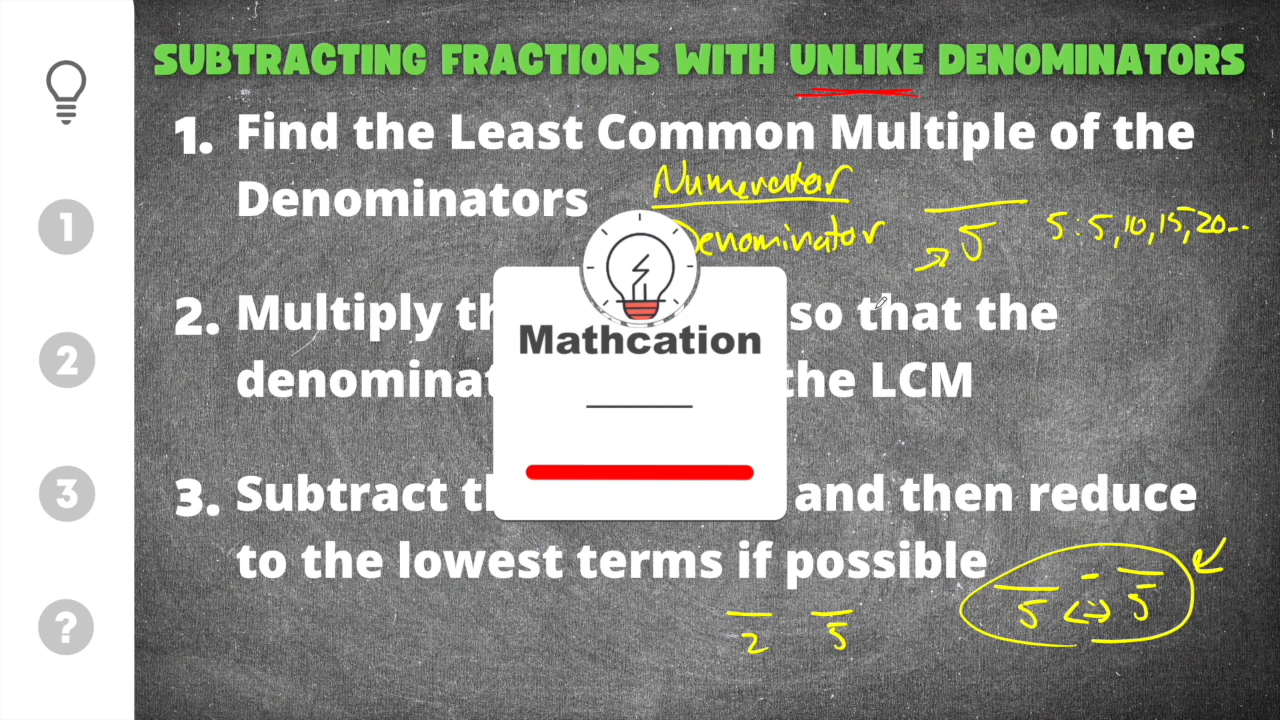 SUBTRACTING FRACTIONS WITH UNLIKE DENOMINATORS
1. Find the Least Common Multiple of the
Denominators
Numerator
Denominator
5
5 : 5, 10, 15, 20...
2. Multiply th so that the
denominat the LCM
Mathcation
3. Subtract th and then reduce
to the lowest terms if possible
2 5
5 <=> - 5
1
2
3
?